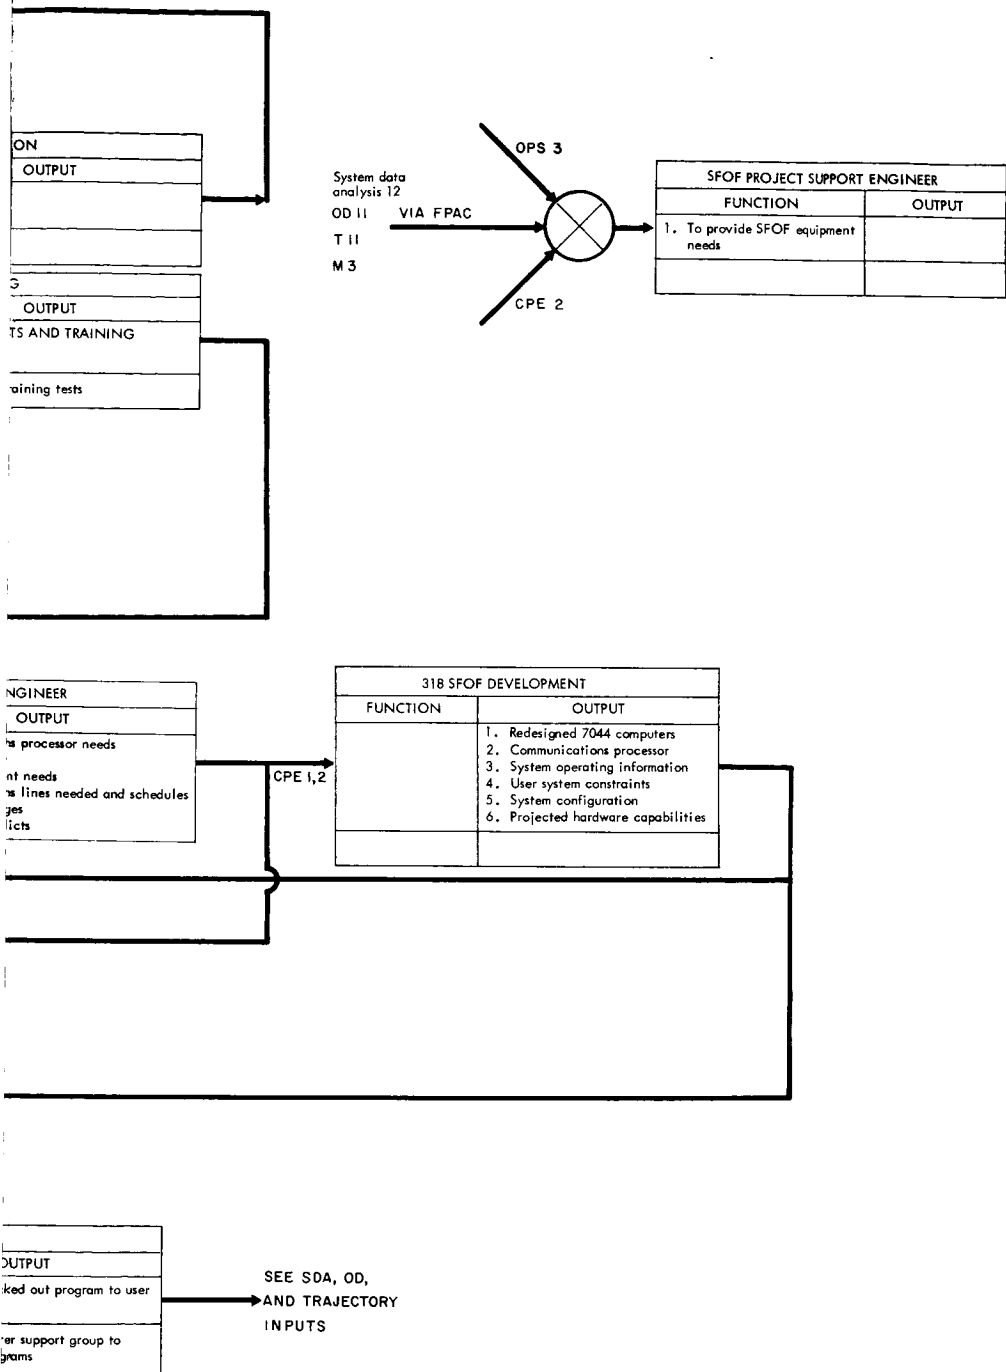 ON
OUTPUT
OUTPUT
TS AND TRAINING
aining tests
System data
analysis 12
OD 11 VIA FPAC
T 11
M 3
OPS 3
CPE 2
SFOF PROJECT SUPPORT ENGINEER
FUNCTION OUTPUT
1. To provide SFOF equipment
needs
NGINEER
OUTPUT
processor needs
nt needs
lines needed and schedules
ges
licts
CPE 1,2
318 SFOF DEVELOPMENT
FUNCTION OUTPUT
1. Redesigned 7044 computers
2. Communications processor
3. System operating information
4. User system constraints
5. System configuration
6. Projected hardware capabilities
OUTPUT
ked out program to user
er support group to
grams
SEE SDA, OD,
AND TRAJECTORY
INPUTS